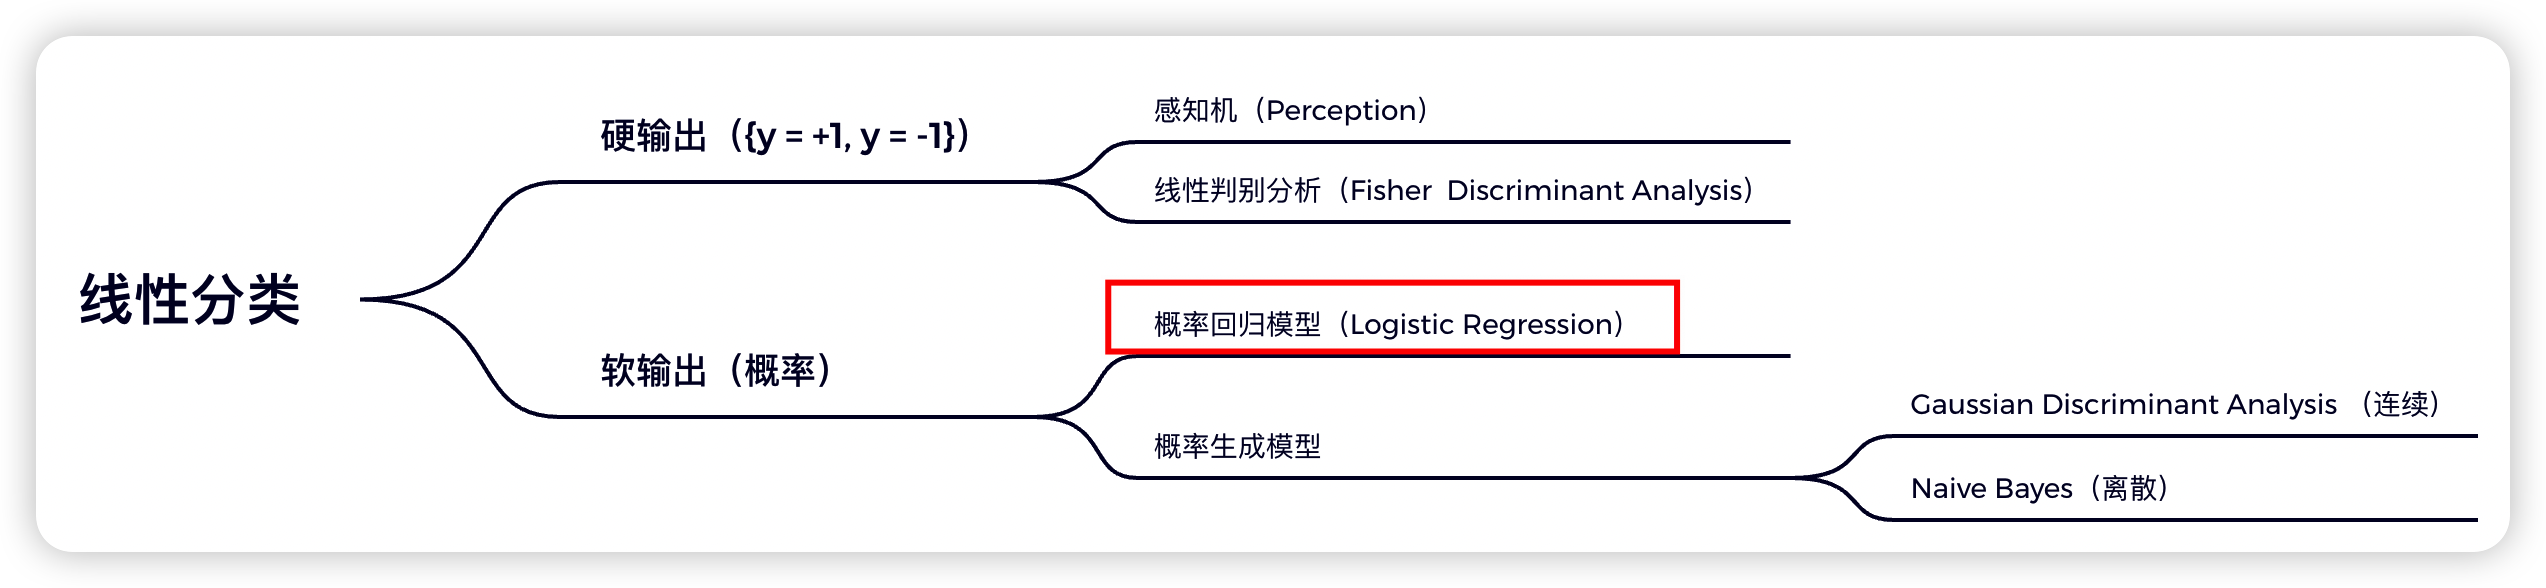 线性分类
硬输出（{y = +1, y = -1}）
感知机（Perception）
线性判别分析（Fisher  Discriminant Analysis）
软输出（概率）
概率回归模型（Logistic Regression）
概率生成模型
Gaussian Discriminant Analysis （连续）
Naive Bayes（离散）